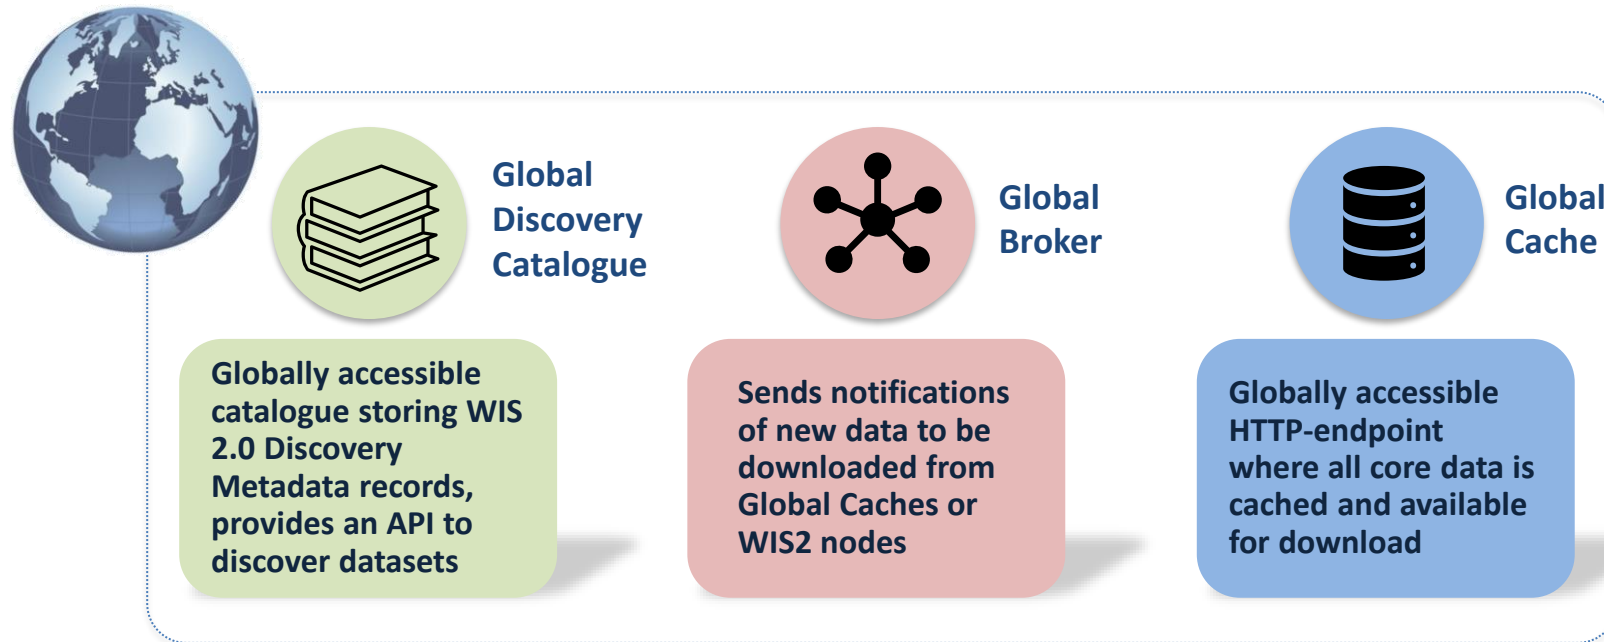 Global
Discovery
Catalogue
Globally accessible
catalogue storing WIS
2.0 Discovery
Metadata records,
provides an API to
discover datasets
Global
Broker
Sends notifications
of new data to be
downloaded from
Global Caches or
WIS2 nodes
Global
Cache
Globally accessible
HTTP-endpoint
where all core data is
cached and available
for download